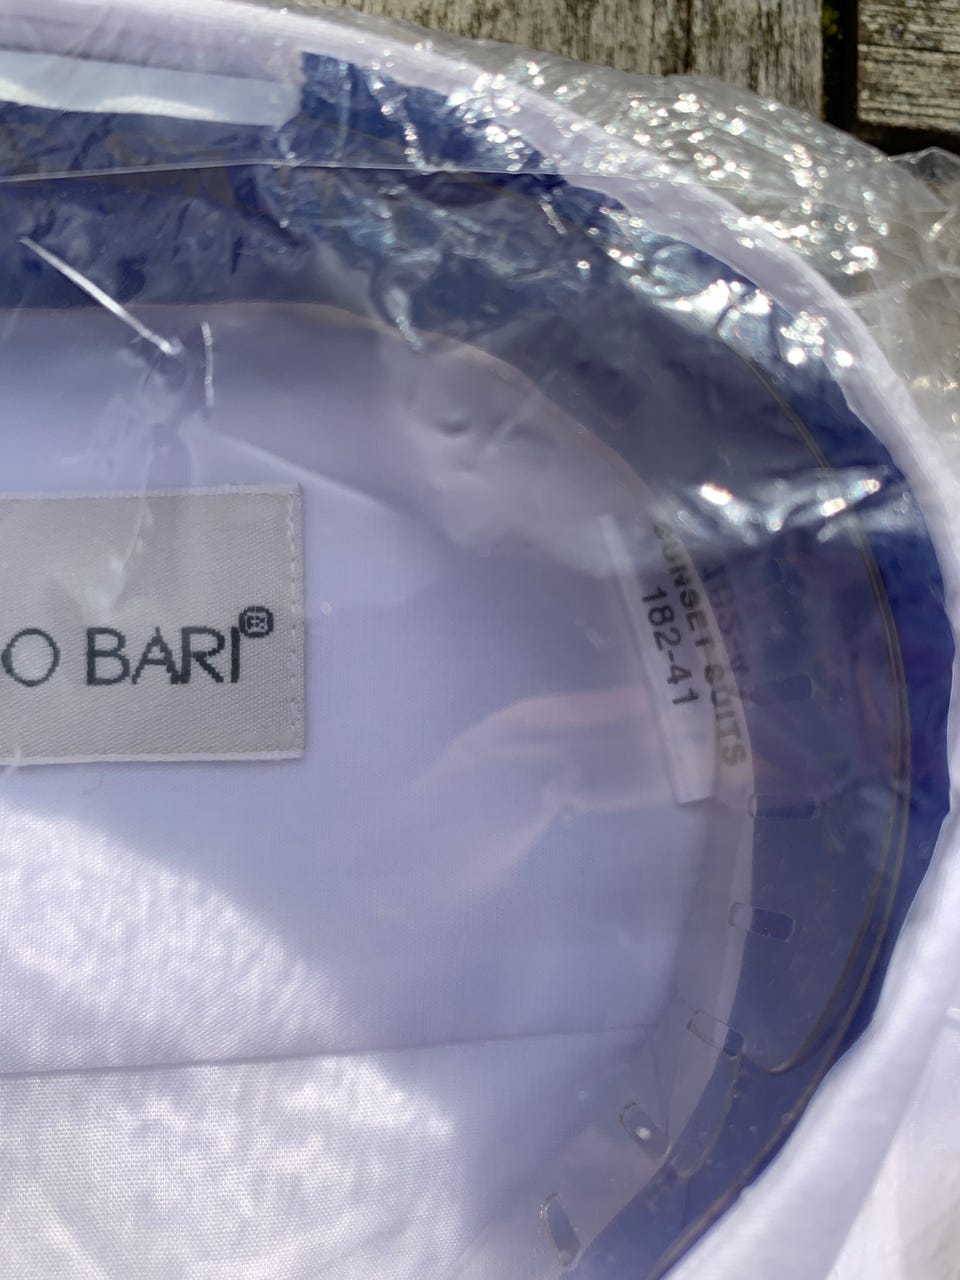 O BARI®
SUNSET SUITS
182-41